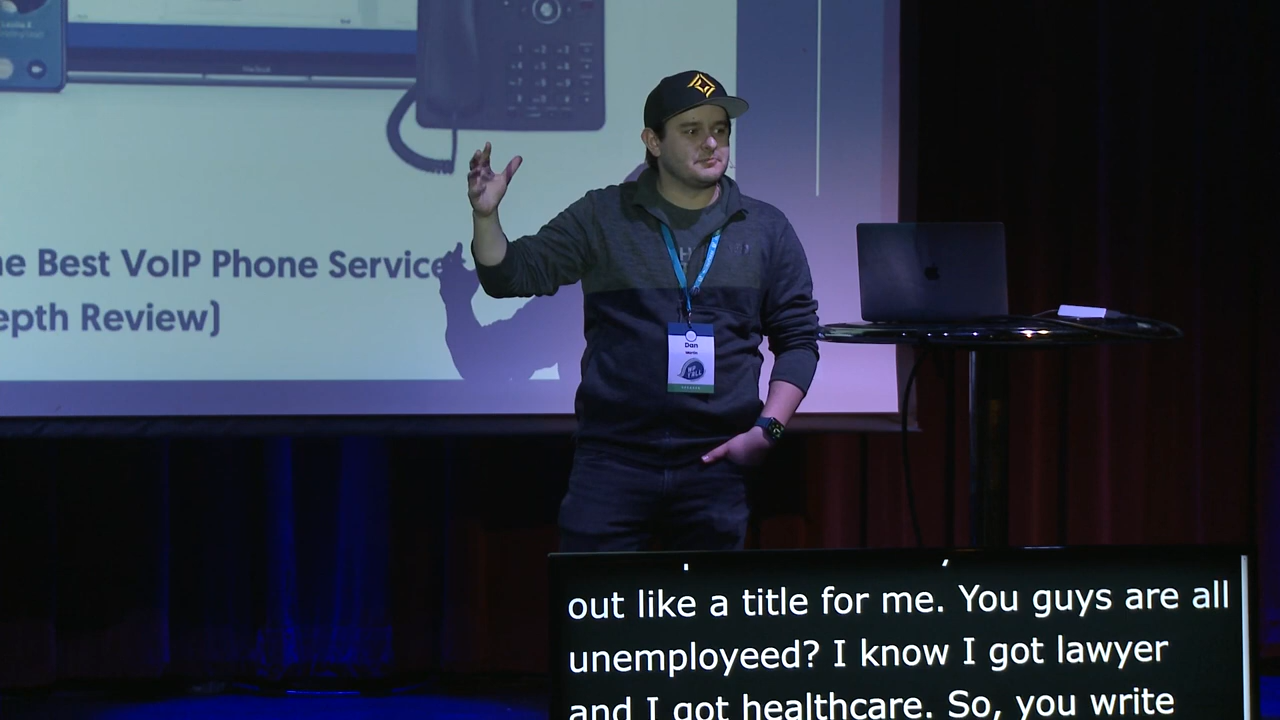 he Best VoIP Phone Service
epth Review)
Dan
Martin
out like a title for me. You guys are all
unemployeed? I know I got lawyer
and I got healthcare. So, you write